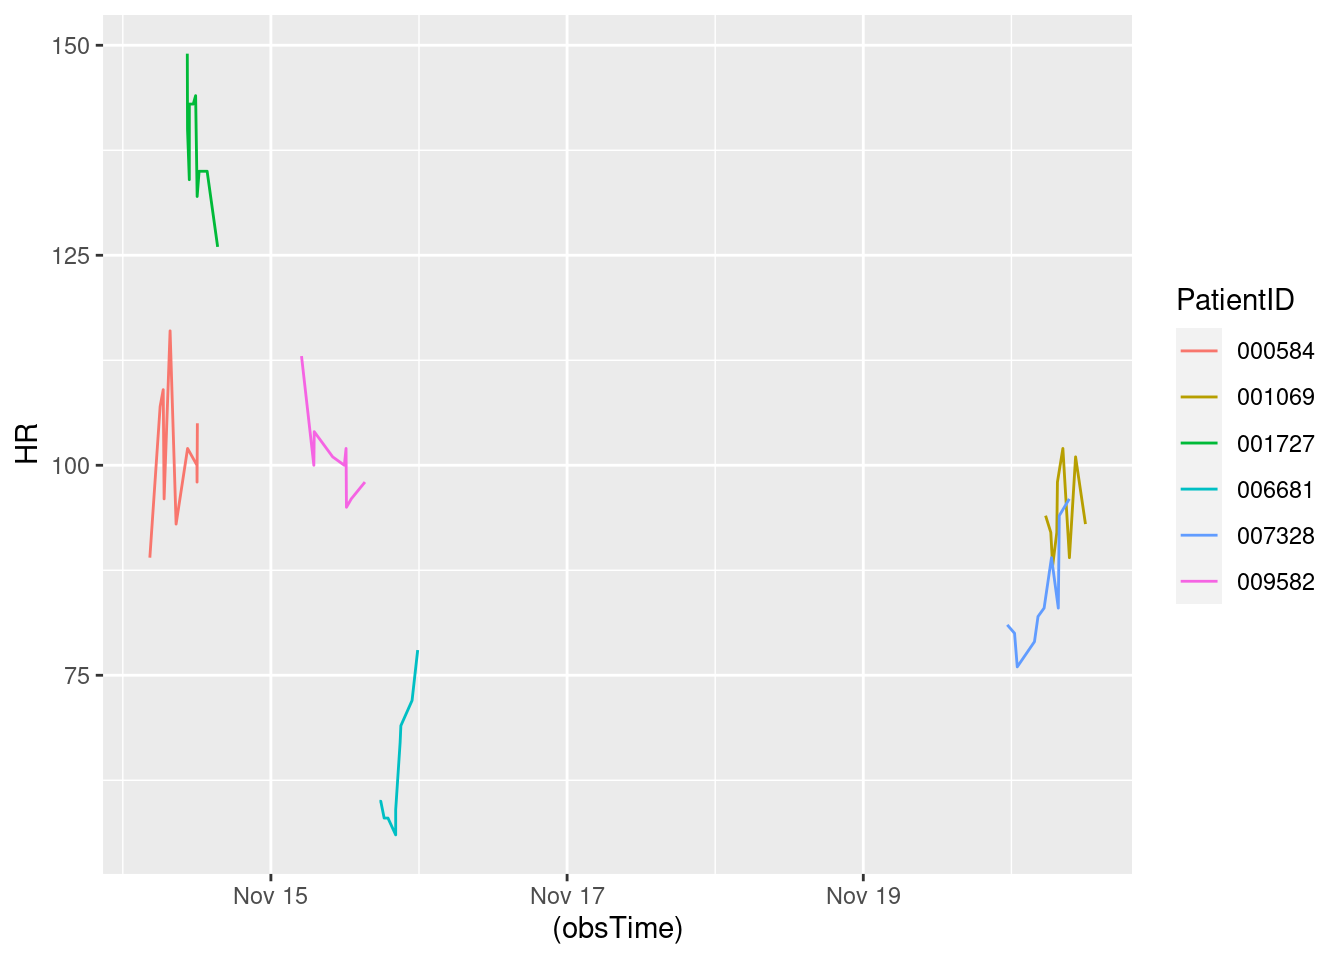 150
125
100
75
HR
Nov 15
Nov 17
Nov 19
(obsTime)
PatientID
000584
001069
001727
006681
007328
009582